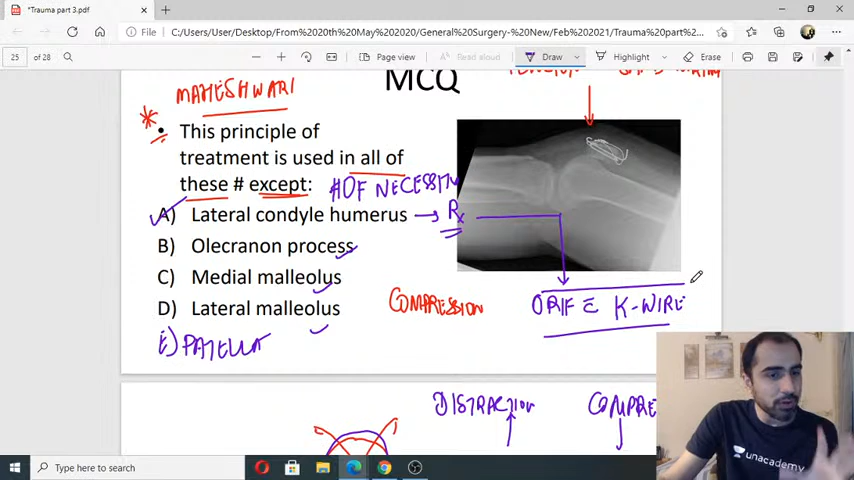 *Trauma part 3.pdf
File
C:/Users/User/Desktop/From%2020th%20May%202020/General%20Surgery-%20New/Feb%202021/Trauma%20part%...
25 of 28
Page view
Read aloud
Draw
Highlight
Erase
MCQ
MAHESHWARI
* • This principle of
treatment is used in all of
these # except:
# OF NECESSITY
A) Lateral condyle humerus → Rx
B) Olecranon process
C) Medial malleolus
D) Lateral malleolus
E) PATELLA
COMPRESSION
ORIF c̄ K-WIRE
DISTRACTION
COMPRE
unacademy
Type here to search